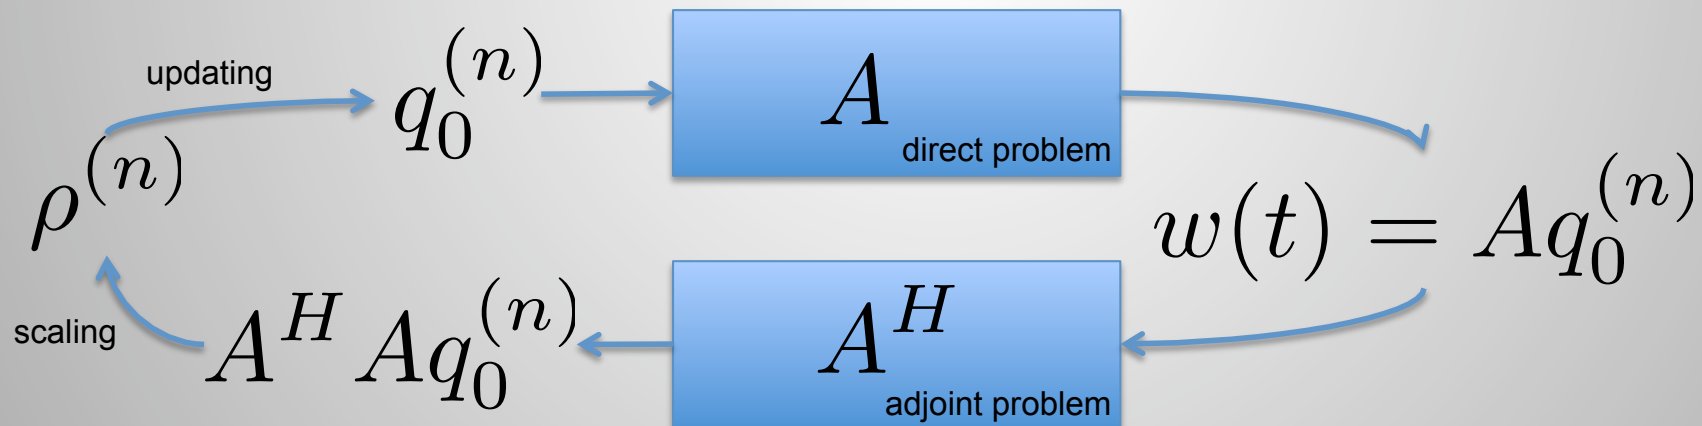 updating
q_0^{(n)}
A
direct problem
ρ^{(n)}
w(t) = Aq_0^{(n)}
scaling
A^H Aq_0^{(n)}
A^H
adjoint problem